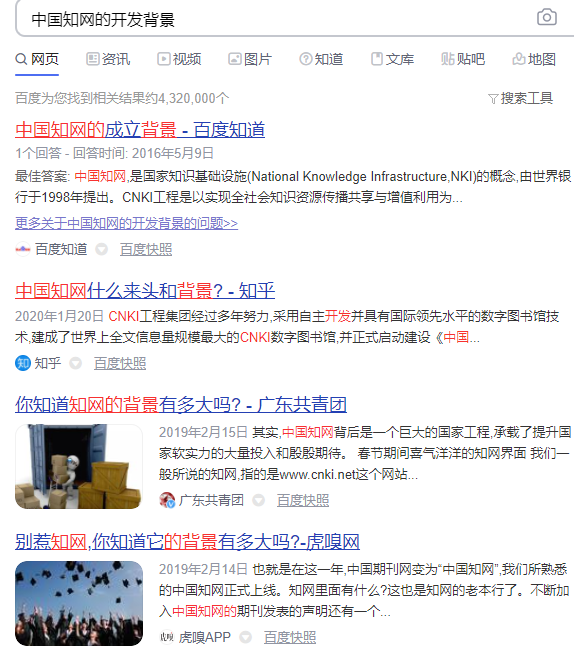 中国知网的开发背景
网页 资讯 视频 图片 知道 文库 贴吧 地图
百度为您找到相关结果约4,320,000个 搜索工具
中国知网的成立背景 - 百度知道
1个回答 - 回答时间: 2016年5月9日
最佳答案: 中国知网,是国家知识基础设施(National Knowledge Infrastructure,NKI)的概念,由世界银
行于1998年提出。CNKI工程是以实现全社会知识资源传播共享与增值利用为...
更多关于中国知网的开发背景的问题>>
百度知道 百度快照
中国知网什么来头和背景? - 知乎
2020年1月20日 CNKI工程集团经过多年努力,采用自主开发并具有国际领先水平的数字图书馆技
术,建成了世界上全文信息量规模最大的CNKI数字图书馆,并正式启动建设《中国...
知 知乎 百度快照
你知道知网的背景有多大吗? - 广东共青团
2019年2月15日 其实,中国知网背后是一个巨大的国家工程,承载了提升国
家软实力的大量投入和殷殷期待。 春节期间喜气洋洋的知网界面 我们一
般所说的知网,指的是www.cnki.net这个网站...
广东共青团 百度快照
别惹知网,你知道它的背景有多大吗?-虎嗅网
2019年2月14日 也就是在这一年,中国期刊网变为“中国知网”,我们所熟悉
的中国知网正式上线。知网里面有什么?这也是知网的老本行了。不断加
入中国知网的期刊发表的声明还有一个...
虎嗅 虎嗅APP 百度快照